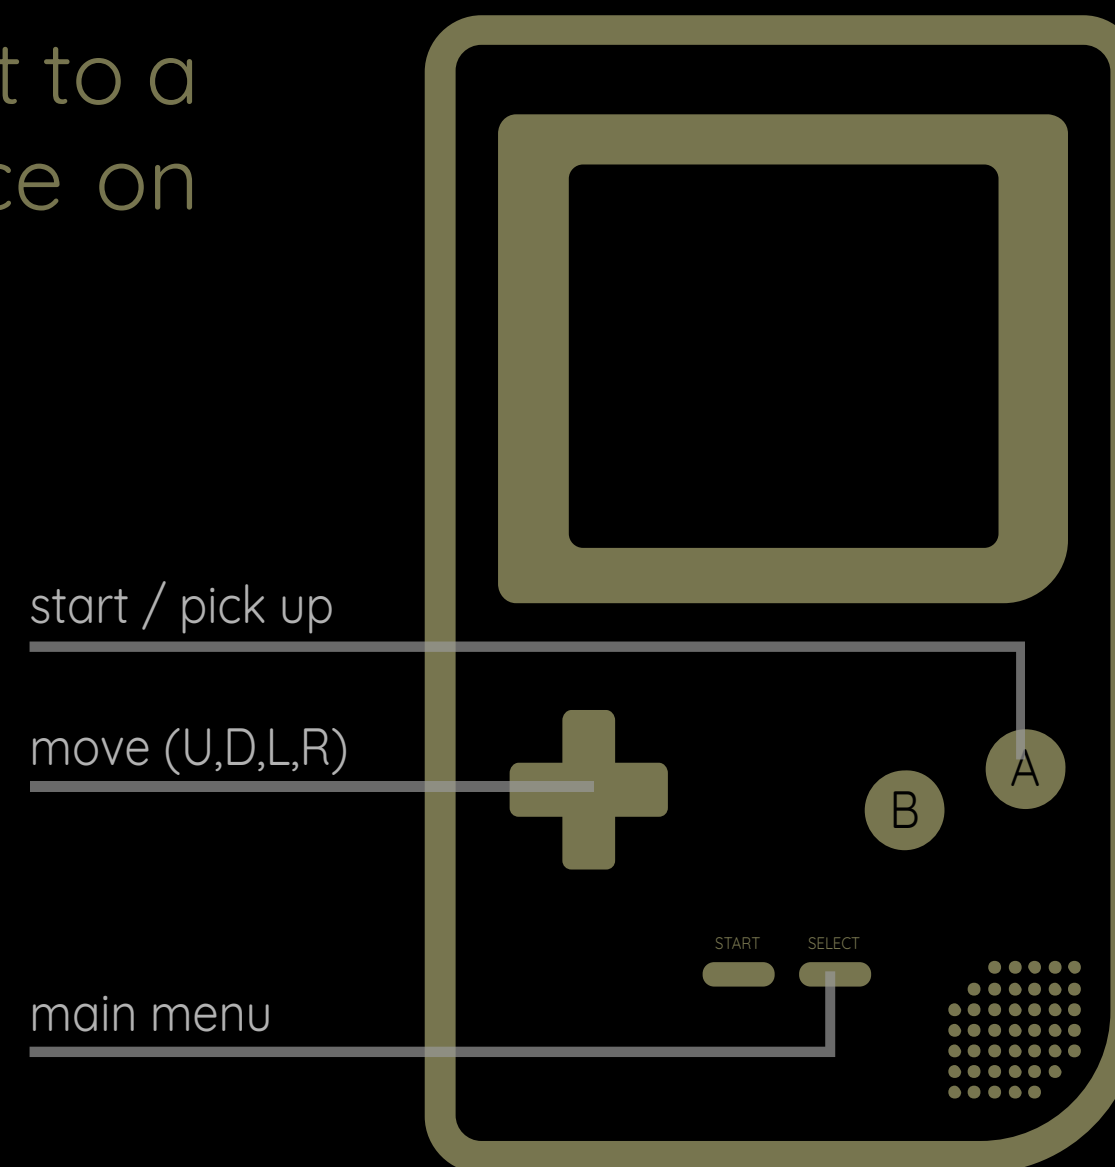 t to a
ce on
start / pick up
move (U,D,L,R)
A
B
START SELECT
main menu